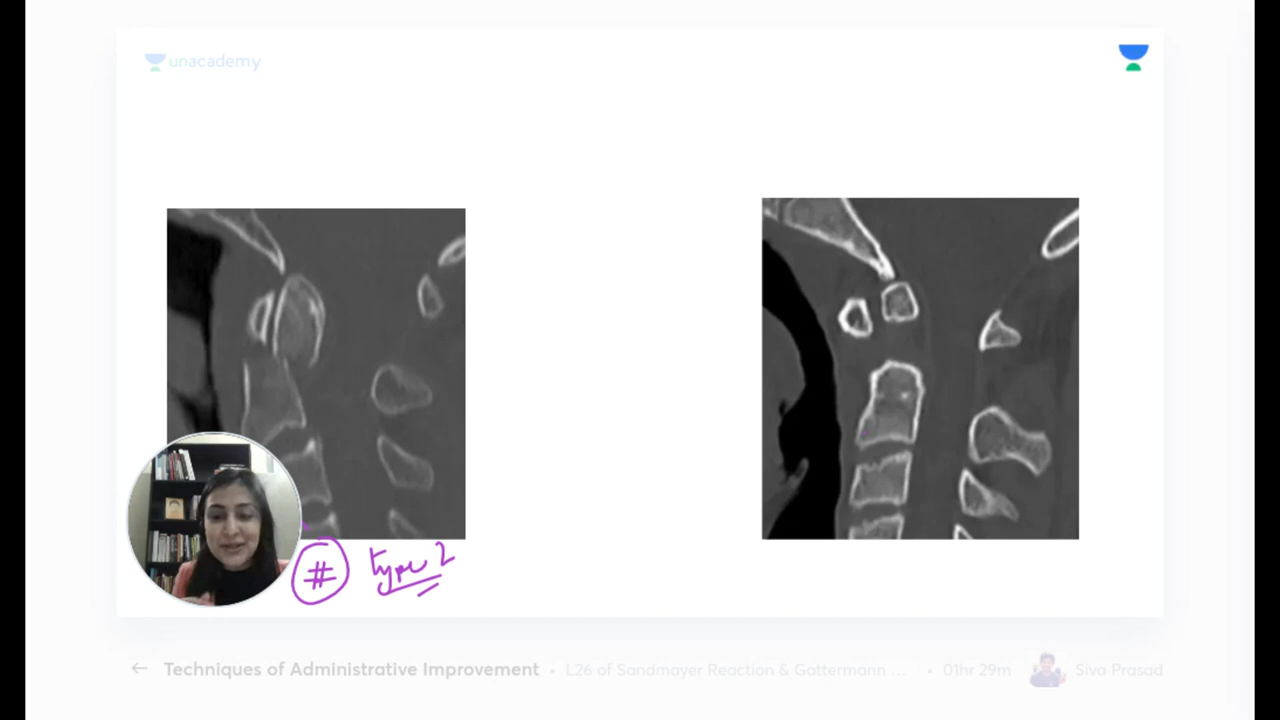 unacademy
# type 2
Techniques of Administrative Improvement • L26 of Sandmayer Reaction & Gattermann ... • 01hr 29m Siva Prasad